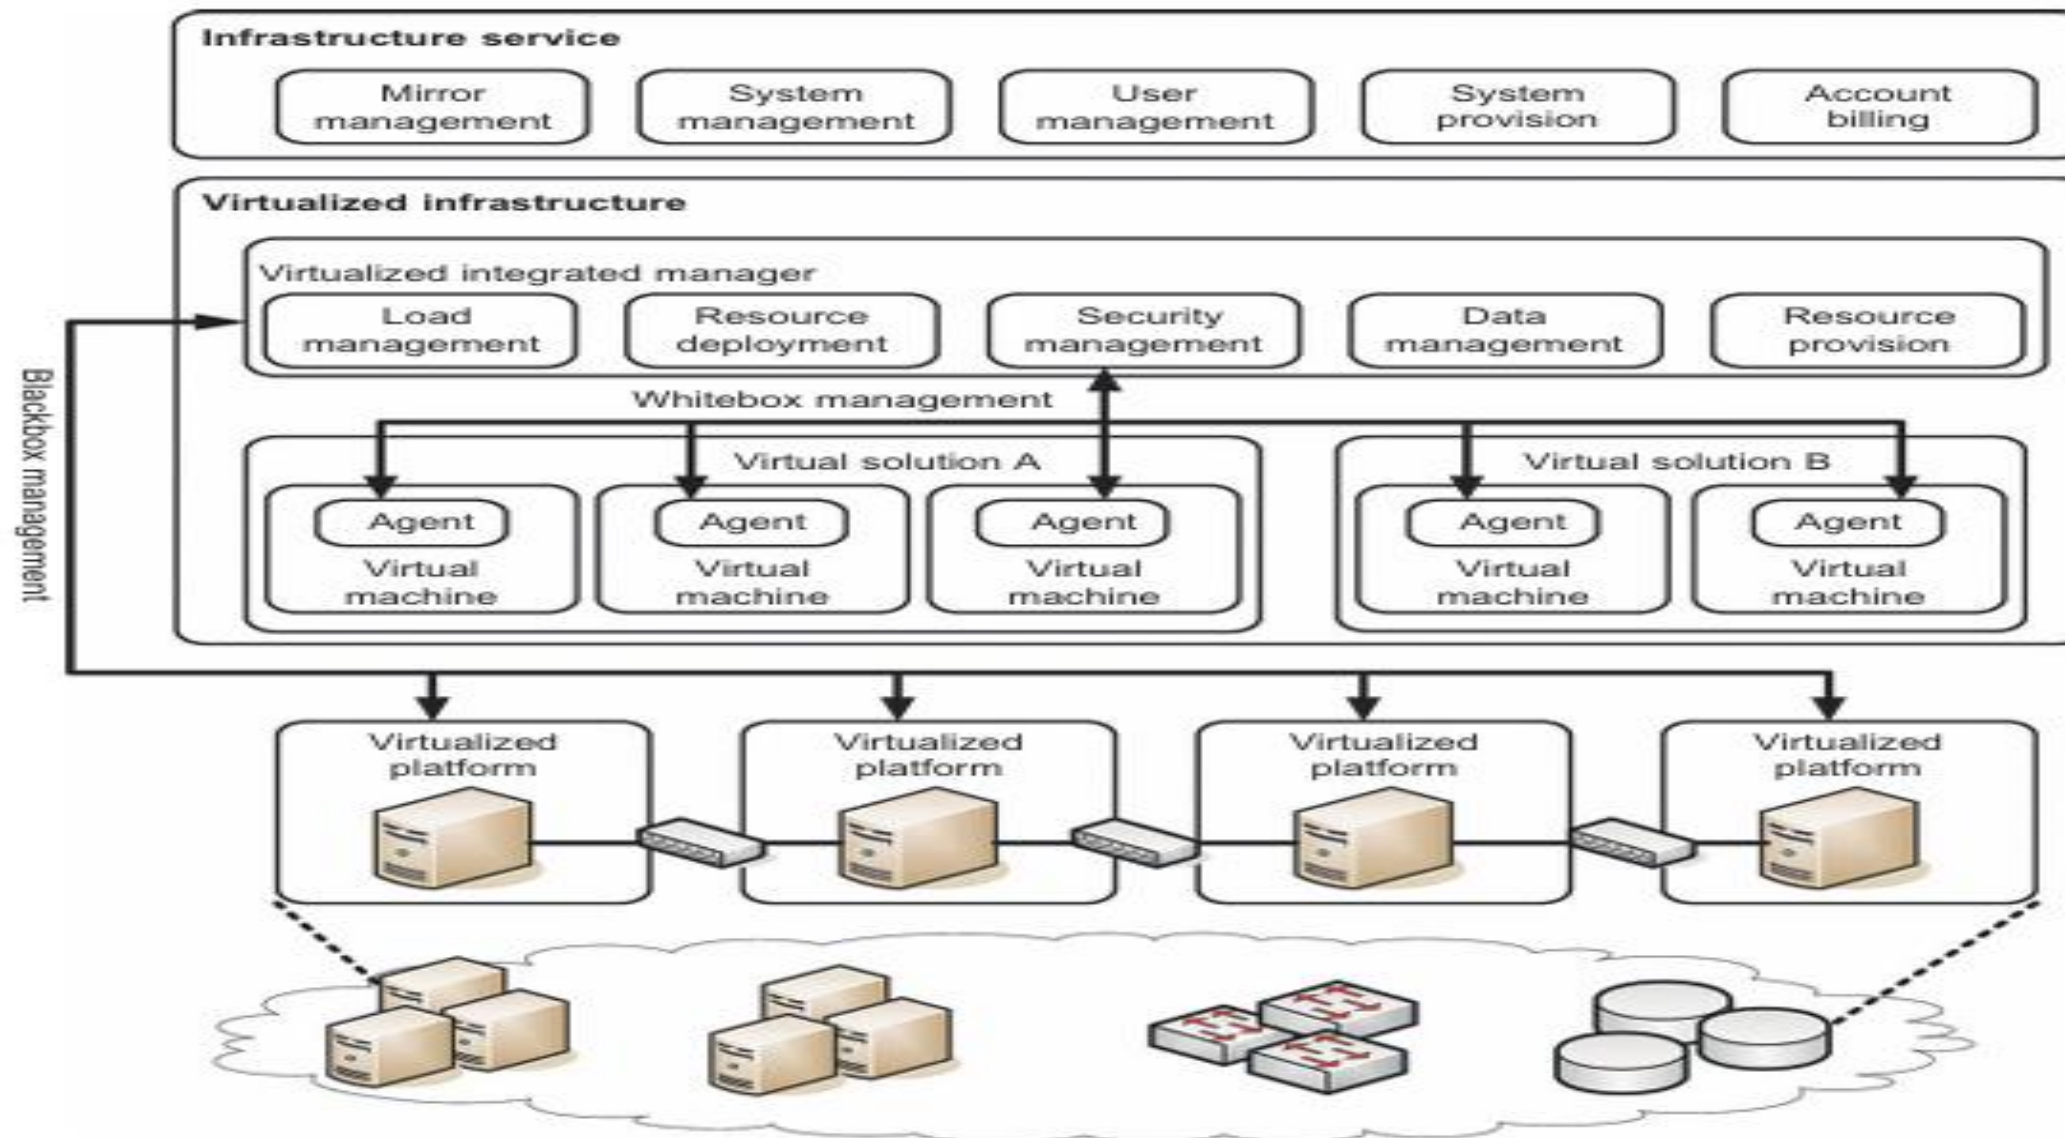 Infrastructure service
Mirror
management
System
management
User
management
System
provision
Account
billing
Virtualized infrastructure
Virtualized integrated manager
Load
management
Resource
deployment
Security
management
Data
management
Resource
provision
Blackbox management
Whitebox management
Virtual solution A
Agent
Virtual
machine
Agent
Virtual
machine
Agent
Virtual
machine
Virtual solution B
Agent
Virtual
machine
Agent
Virtual
machine
Virtualized
platform
Virtualized
platform
Virtualized
platform
Virtualized
platform